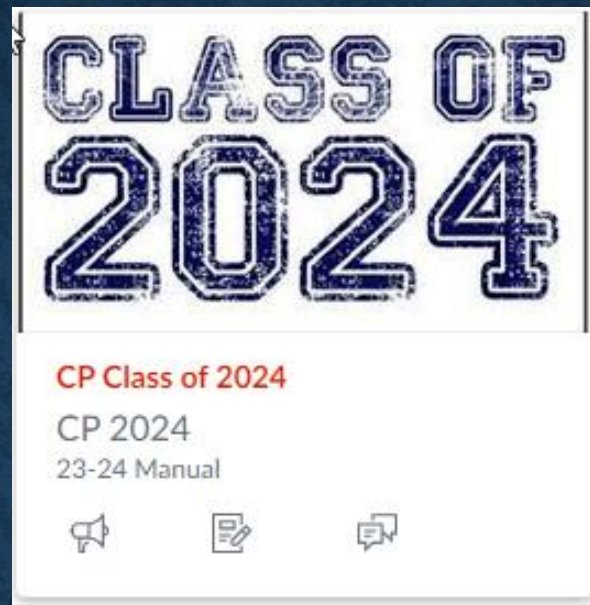 CLASS OF
2024
CP Class of 2024
CP 2024
23-24 Manual